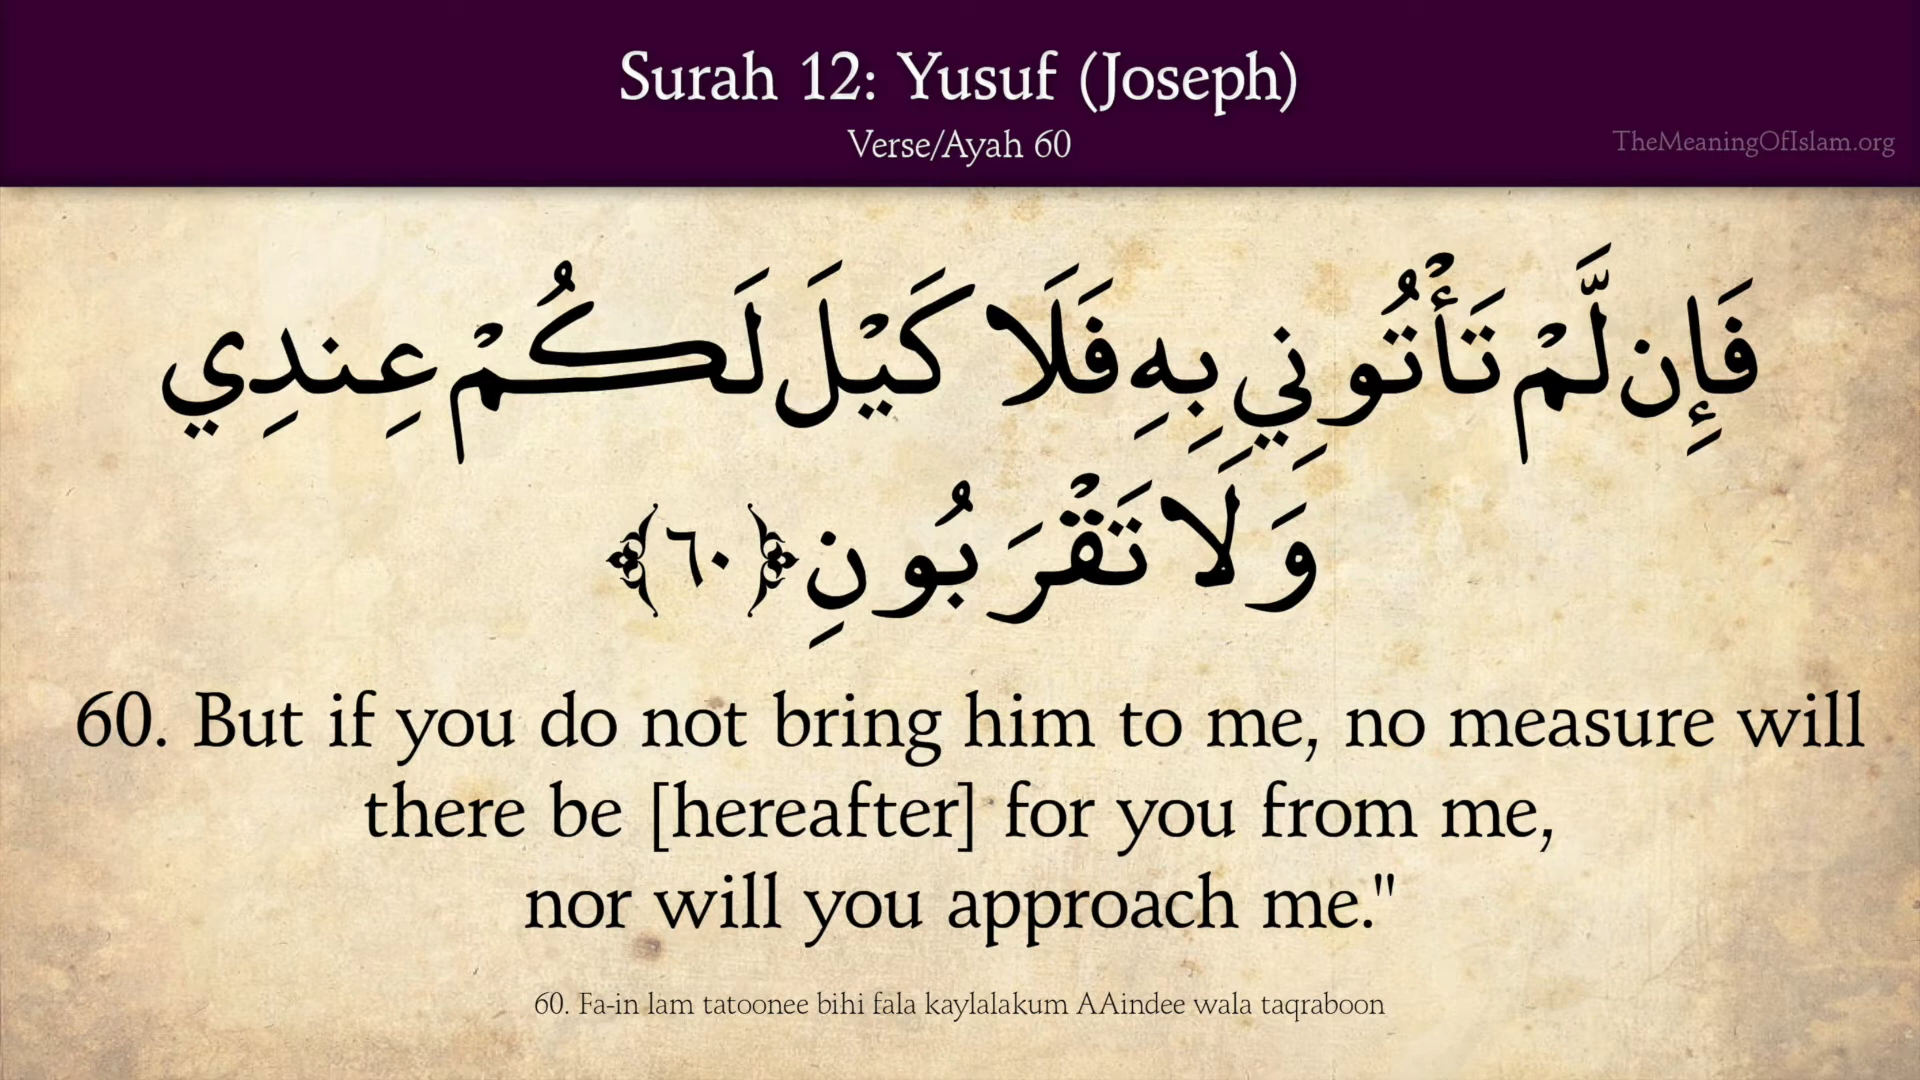 Surah 12: Yusuf (Joseph)
Verse/Ayah 60
TheMeaningOfIslam.org
فَإِن لَّمْ تَأْتُونِي بِهِ فَلَا كَيْلَ لَكُمْ عِندِي
وَلَا تَقْرَبُونِ ﴿٦٠﴾
60. But if you do not bring him to me, no measure will
there be [hereafter] for you from me,
nor will you approach me."
60. Fa-in lam tatoonee bihi fala kaylalakum AAindee wala taqraboon